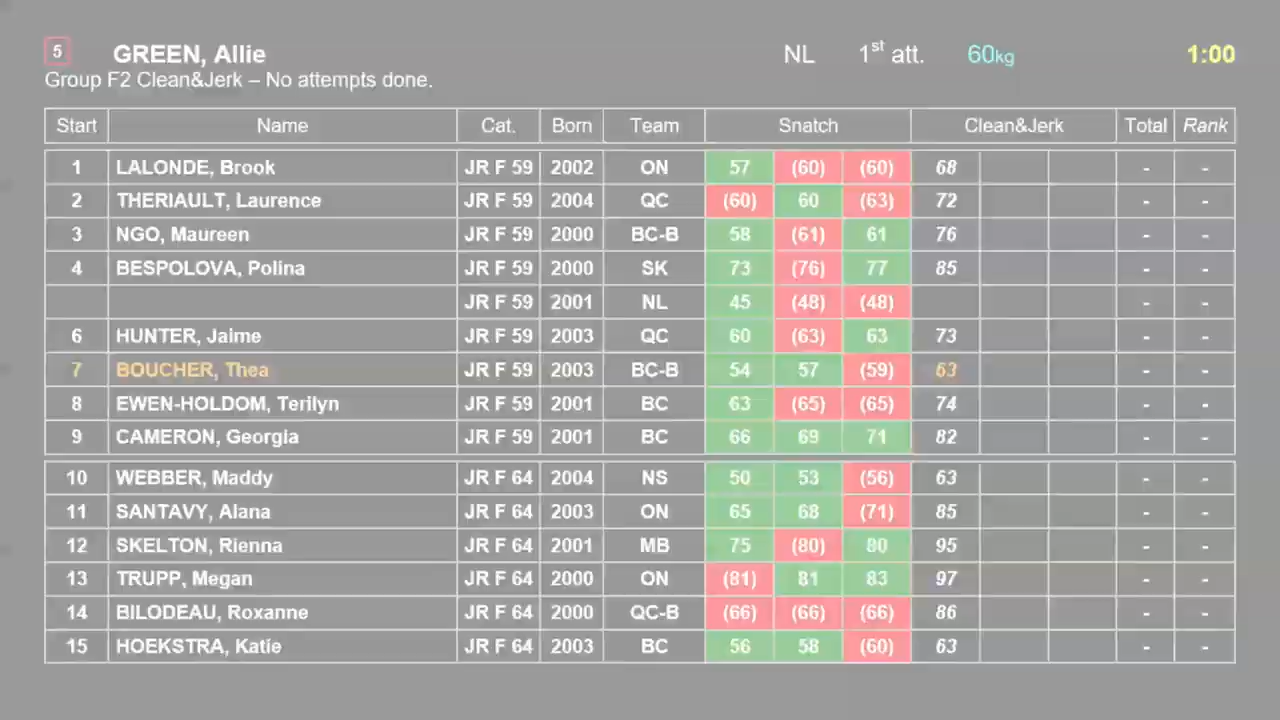 5 GREEN, Allie NL 1st att. 60kg 1:00
Group F2 Clean&Jerk – No attempts done.
Start Name Cat. Born Team Snatch Clean&Jerk Total Rank
1 LALONDE, Brook JR F 59 2002 ON 57 (60) (60) 68 - -
2 THERIAULT, Laurence JR F 59 2004 QC (60) 60 (63) 72 - -
3 NGO, Maureen JR F 59 2000 BC-B 58 (61) 61 76 - -
4 BESPOLOVA, Polina JR F 59 2000 SK 73 (76) 77 85 - -
JR F 59 2001 NL 45 (48) (48) - -
6 HUNTER, Jaime JR F 59 2003 QC 60 (63) 63 73 - -
7 BOUCHER, Thea JR F 59 2003 BC-B 54 57 (59) 63 - -
8 EWEN-HOLDOM, Terilyn JR F 59 2001 BC 63 (65) (65) 74 - -
9 CAMERON, Georgia JR F 59 2001 BC 66 69 71 82 - -
10 WEBBER, Maddy JR F 64 2004 NS 50 53 (56) 63 - -
11 SANTAVY, Alana JR F 64 2003 ON 65 68 (71) 85 - -
12 SKELTON, Rienna JR F 64 2001 MB 75 (80) 80 95 - -
13 TRUPP, Megan JR F 64 2000 ON (81) 81 83 97 - -
14 BILODEAU, Roxanne JR F 64 2000 QC-B (66) (66) (66) 86 - -
15 HOEKSTRA, Katie JR F 64 2003 BC 56 58 (60) 63 - -